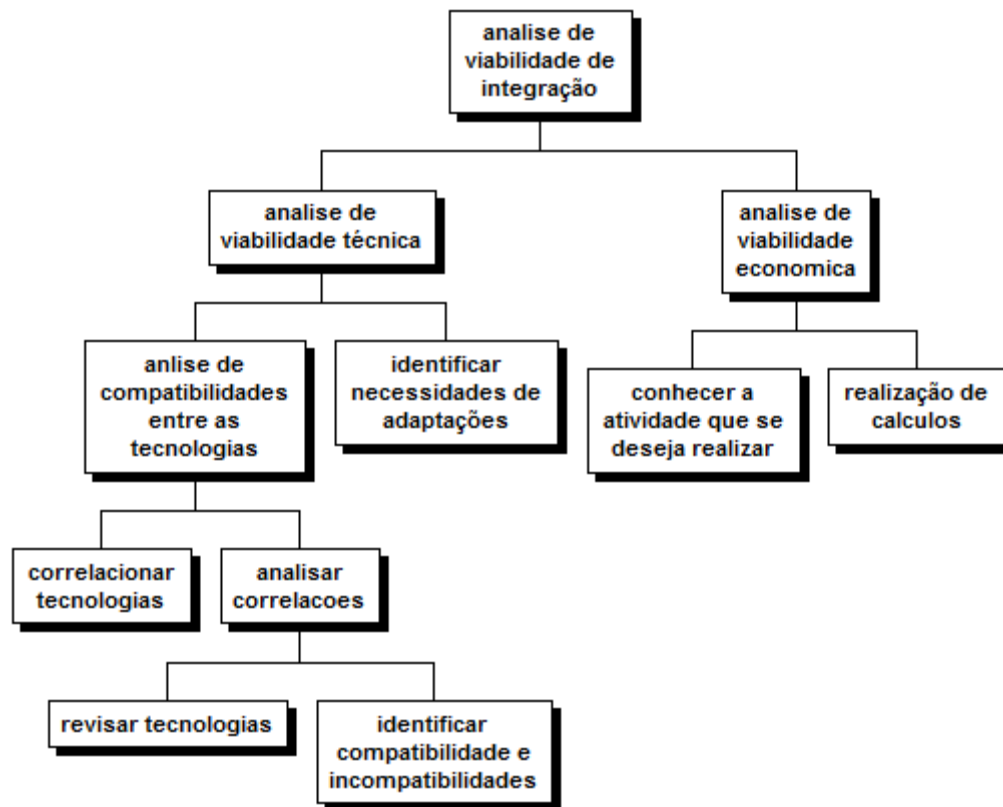 analise de
viabilidade de
integração
analise de
viabilidade técnica
analise de
viabilidade
economica
anlise de
compatibilidades
entre as
tecnologias
identificar
necessidades de
adaptações
conhecer a
atividade que se
deseja realizar
realização de
calculos
correlacionar
tecnologias
analisar
correlacoes
revisar tecnologias
identificar
compatibilidade e
incompatibilidades